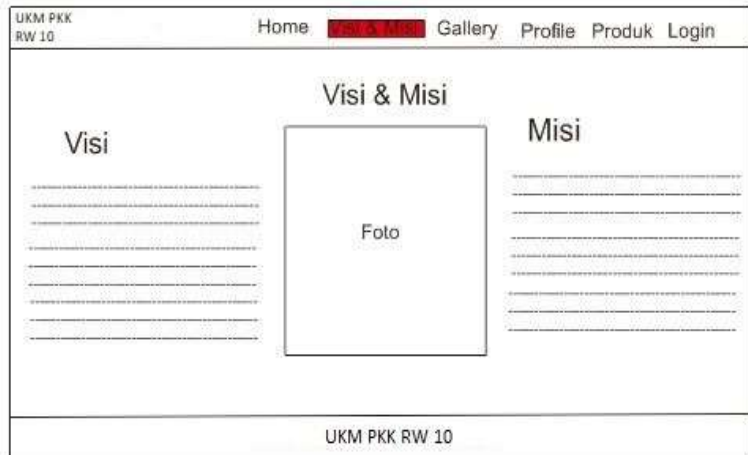 UKM PKK
RW 10
Home Visi & Misi Gallery Profile Produk Login
Visi & Misi
Visi
Foto
Misi
UKM PKK RW 10